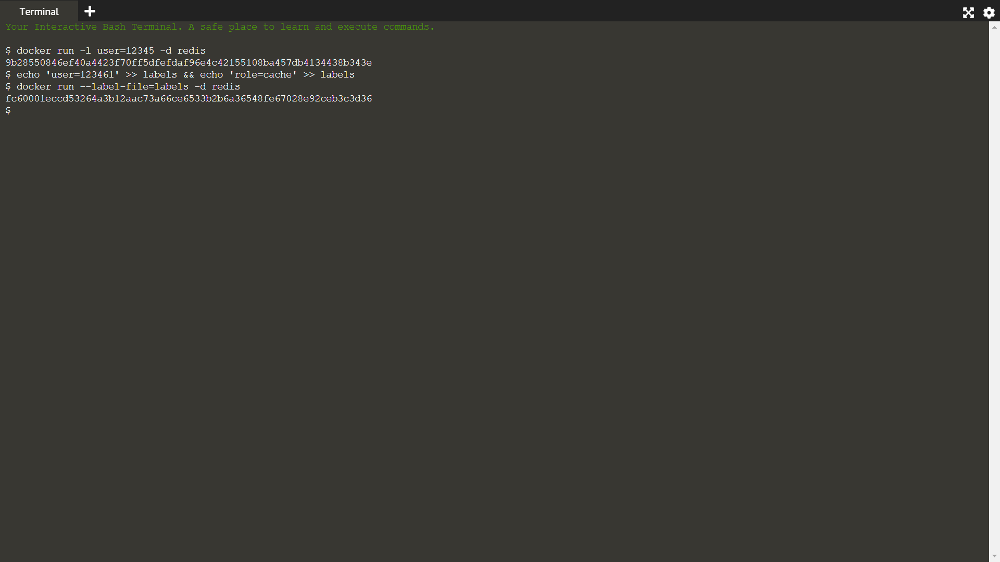 Terminal
Your Interactive Bash Terminal. A safe place to learn and execute commands.
$ docker run -l user=12345 -d redis
9b28550846ef40a4423f70ff5dfefdaf96e4c42155108ba457db4134438b343e
$ echo 'user=123461' >> labels && echo 'role=cache' >> labels
$ docker run --label-file=labels -d redis
fc60001eccd53264a3b12aac73a66ce6533b2b6a36548fe67028e92ceb3c3d36
$